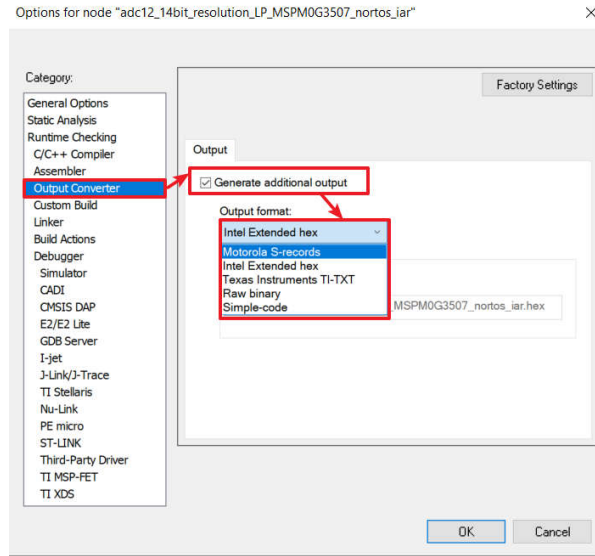 Options for node "adc12_14bit_resolution_LP_MSPM0G3507_nortos_iar"
Category:
Factory Settings
General Options
Static Analysis
Runtime Checking
C/C++ Compiler
Assembler
Output Converter
Custom Build
Linker
Build Actions
Debugger
Simulator
CADI
CMSIS DAP
E2/E2 Lite
GDB Server
I-jet
J-Link/J-Trace
TI Stellaris
Nu-Link
PE micro
ST-LINK
Third-Party Driver
TI MSP-FET
TI XDS
Output
Generate additional output
Output format:
Intel Extended hex
Motorola S-records
Intel Extended hex
Texas Instruments TI-TXT
Raw binary
Simple-code
_MSPM0G3507_nortos_iar.hex
OK
Cancel